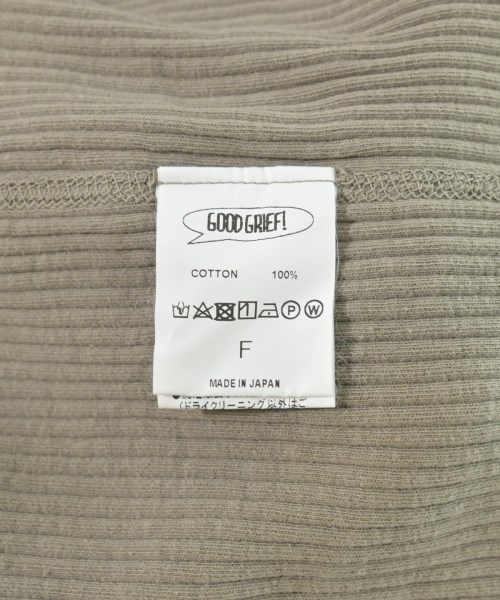 GOOD GRIEF!
COTTON 100%
P W
F
MADE IN JAPAN
(ドライクリーニング以外はご